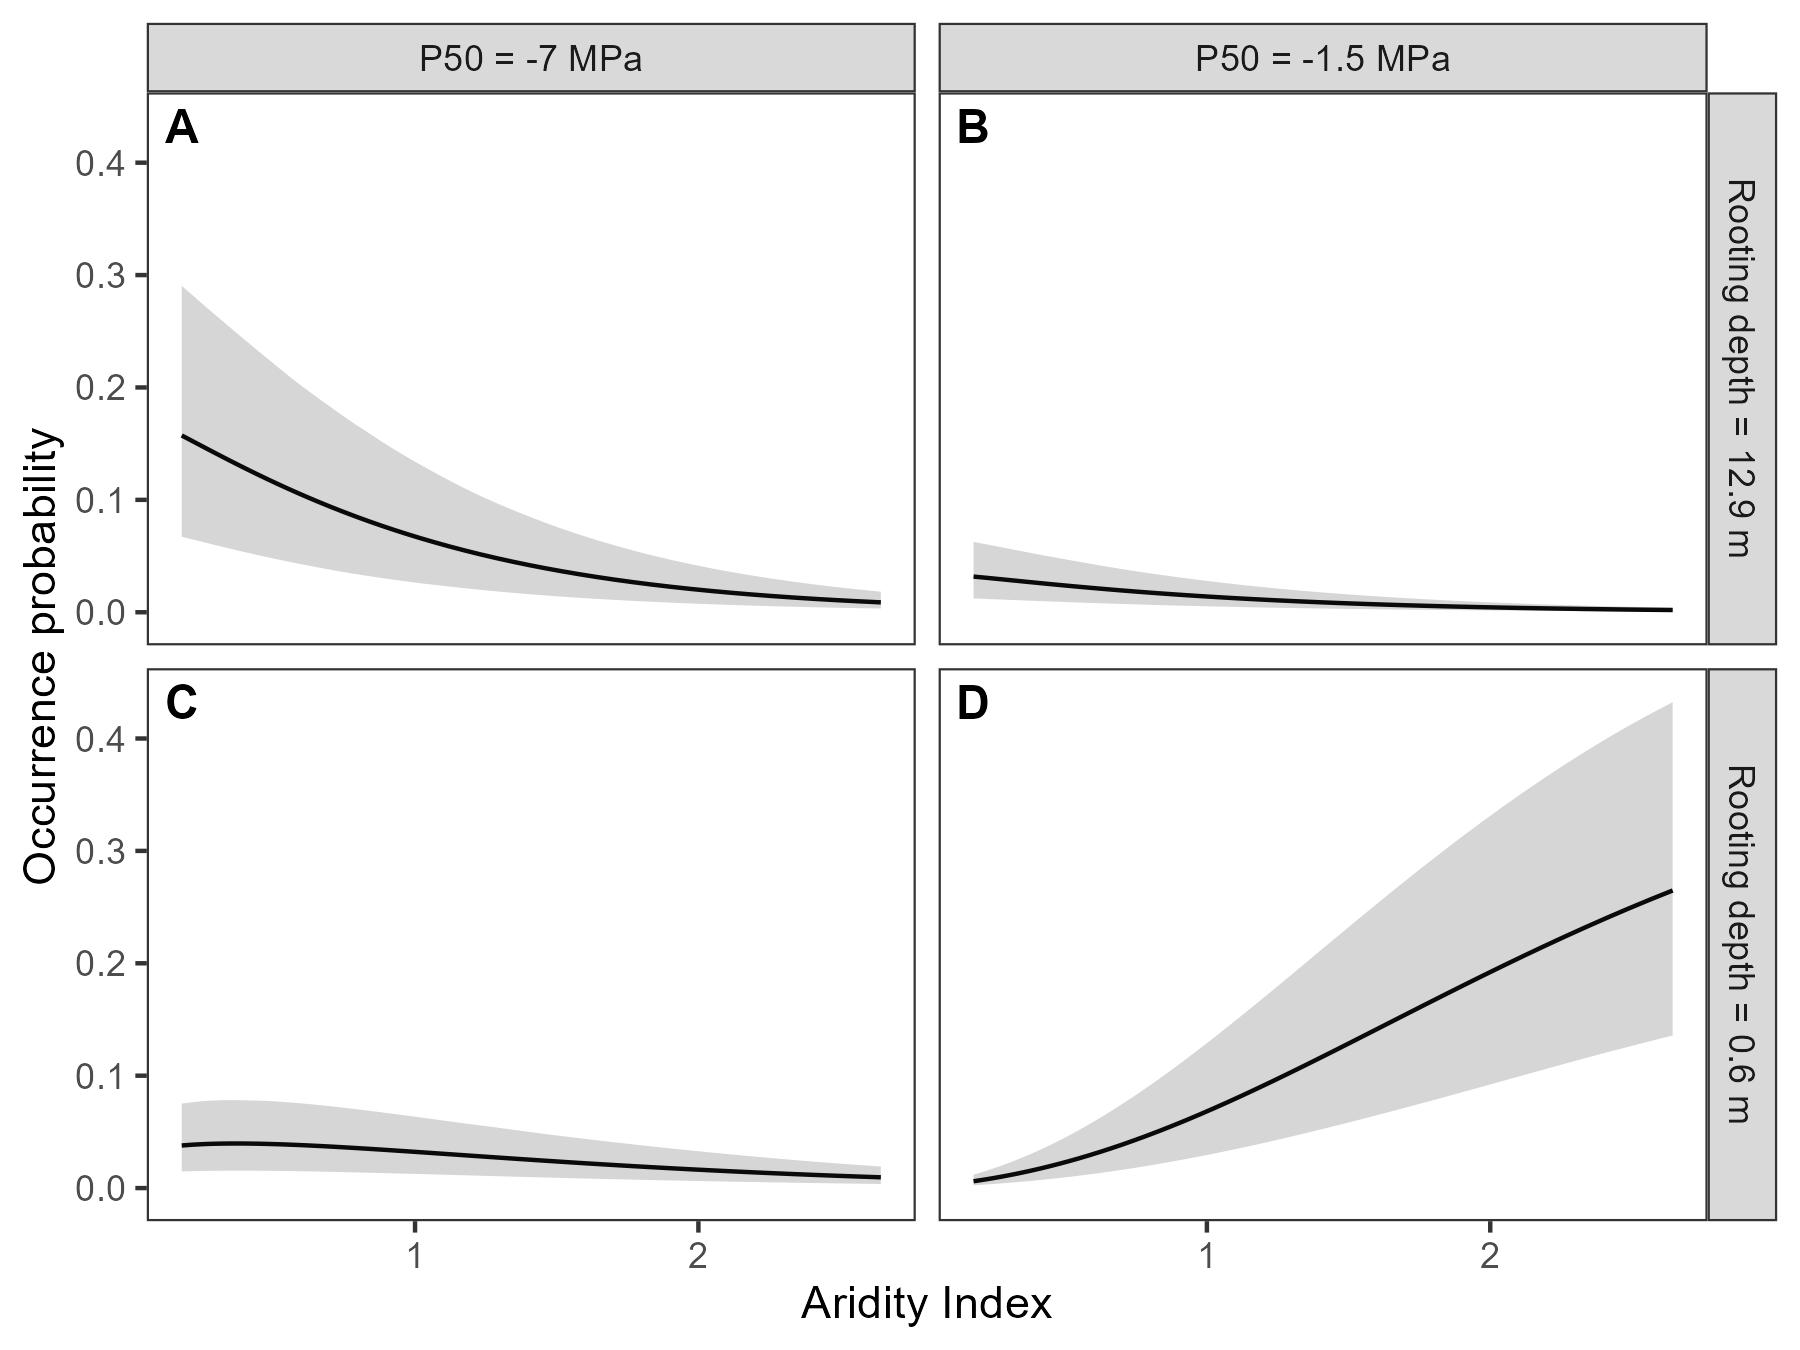 P50 = -7 MPa
P50 = -1.5 MPa
A
B
0.4
0.3
0.2
0.1
0.0
Rooting depth = 12.9 m
Occurrence probability
C
D
0.4
0.3
0.2
0.1
0.0
Rooting depth = 0.6 m
1
2
1
2
Aridity Index